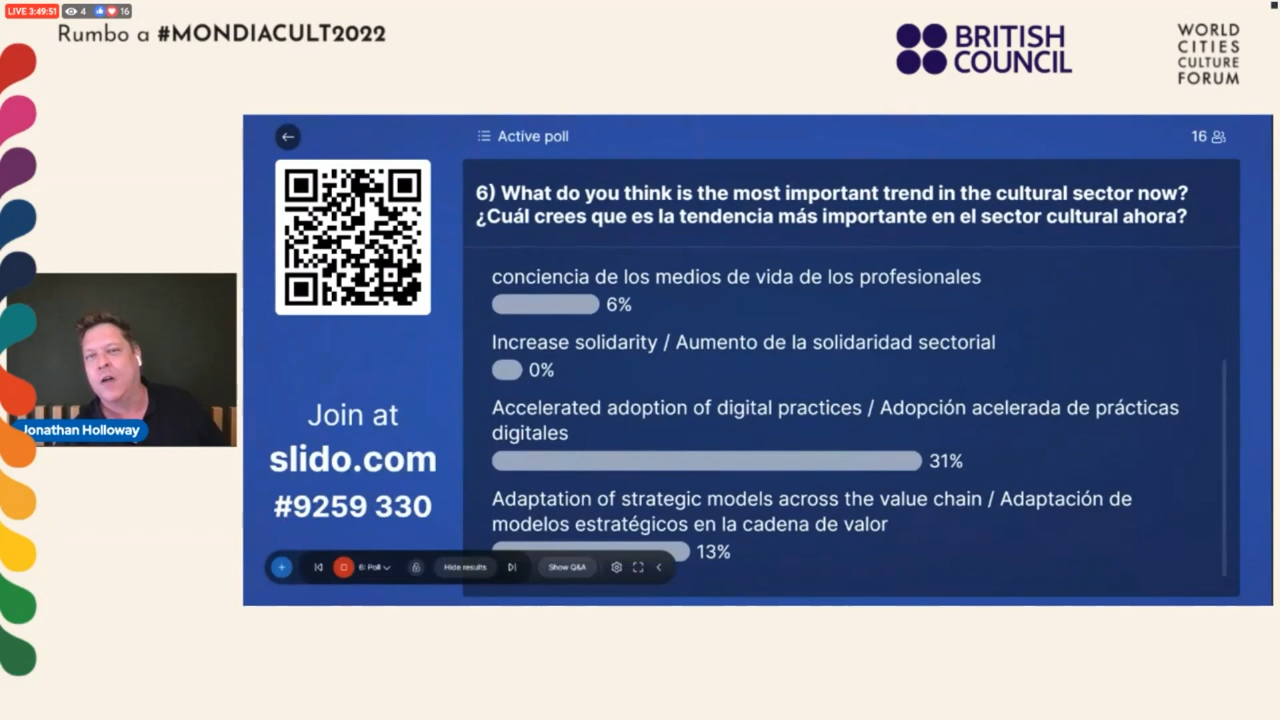 LIVE 3:49:51 4 16
Rumbo a #MONDIACULT2022
BRITISH
COUNCIL
WORLD
CITIES
CULTURE
FORUM
Active poll
16
6) What do you think is the most important trend in the cultural sector now?
¿Cuál crees que es la tendencia más importante en el sector cultural ahora?
conciencia de los medios de vida de los profesionales
6%
Increase solidarity / Aumento de la solidaridad sectorial
0%
Accelerated adoption of digital practices / Adopción acelerada de prácticas
digitales
31%
Adaptation of strategic models across the value chain / Adaptación de
modelos estratégicos en la cadena de valor
13%
Join at
slido.com
#9259 330
Jonathan Holloway
6: Poll
Hide results
Show Q&A